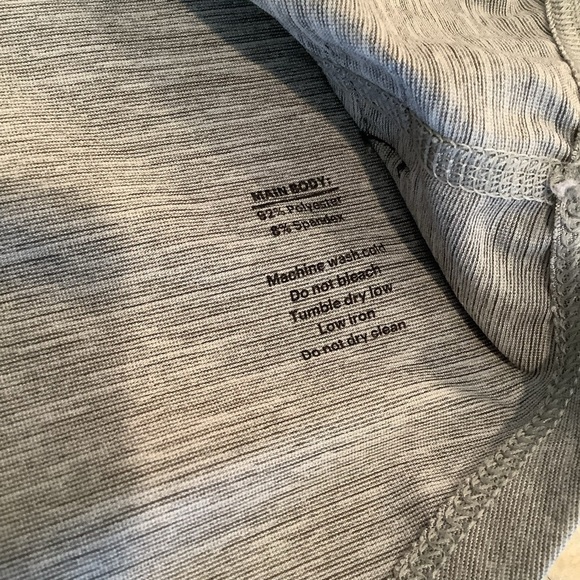 MAIN BODY:
92% Polyester
8% Spandex
Machine wash cold
Do not bleach
Tumble dry low
Low iron
Do not dry clean